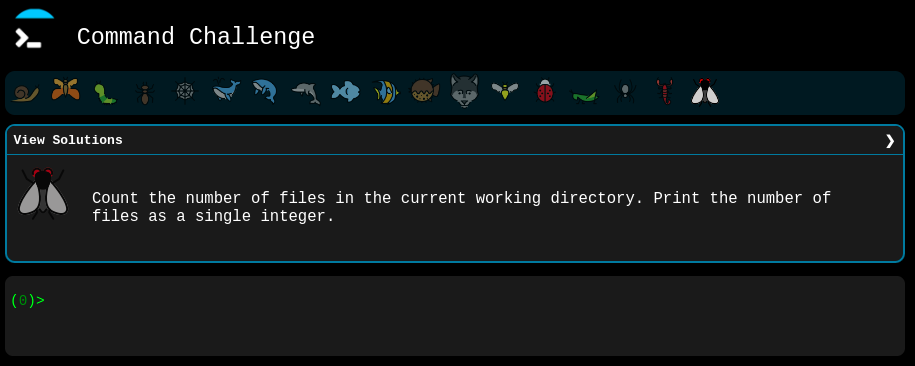 Command Challenge
View Solutions
Count the number of files in the current working directory. Print the number of
files as a single integer.
(0)>